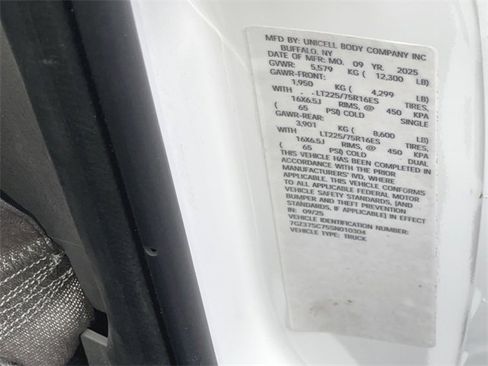 MFD BY: UNICELL BODY COMPANY INC
BUFFALO, NY
DATE OF MFR: MO. 09 YR. 2025
GVWR: 5,579 KG ( 12,300 LB)
GAWR-FRONT:
1,950 KG ( 4,299 LB)
WITH . . LT225/75R16ES TIRES,
16X6.5J RIMS, @ 450 KPA
( 65 PSI) COLD SINGLE
GAWR-REAR:
3,901 KG ( 8,600 LB)
WITH LT225/75R16ES TIRES,
16X6.5J RIMS, @ 450 KPA
( 65 PSI) COLD DUAL
THIS VEHICLE HAS BEEN COMPLETED IN
ACCORDANCE WITH THE PRIOR
MANUFACTURERS' IVD, WHERE
APPLICABLE. THIS VEHICLE CONFORMS
TO ALL APPLICABLE FEDERAL MOTOR
VEHICLE SAFETY STANDARDS, [AND
BUMPER AND THEFT PREVENTION
STANDARDS, IF APPLICABLE] IN EFFECT
IN: 09/25
VEHICLE IDENTIFICATION NUMBER:
7GZ37SC75SN010304
VEHICLE TYPE: TRUCK